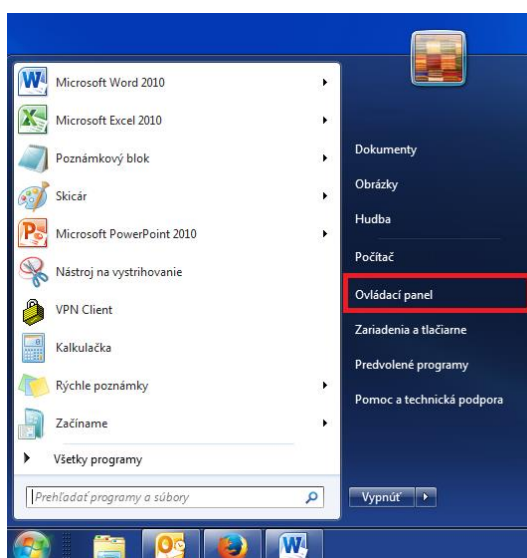 Microsoft Word 2010
Microsoft Excel 2010
Poznámkový blok
Skicár
Microsoft PowerPoint 2010
Nástroj na vystrihovanie
VPN Client
Kalkulačka
Rýchle poznámky
Začíname
Všetky programy
Prehľadať programy a súbory
Dokumenty
Obrázky
Hudba
Počítač
Ovládací panel
Zariadenia a tlačiarne
Predvolené programy
Pomoc a technická podpora
Vypnúť